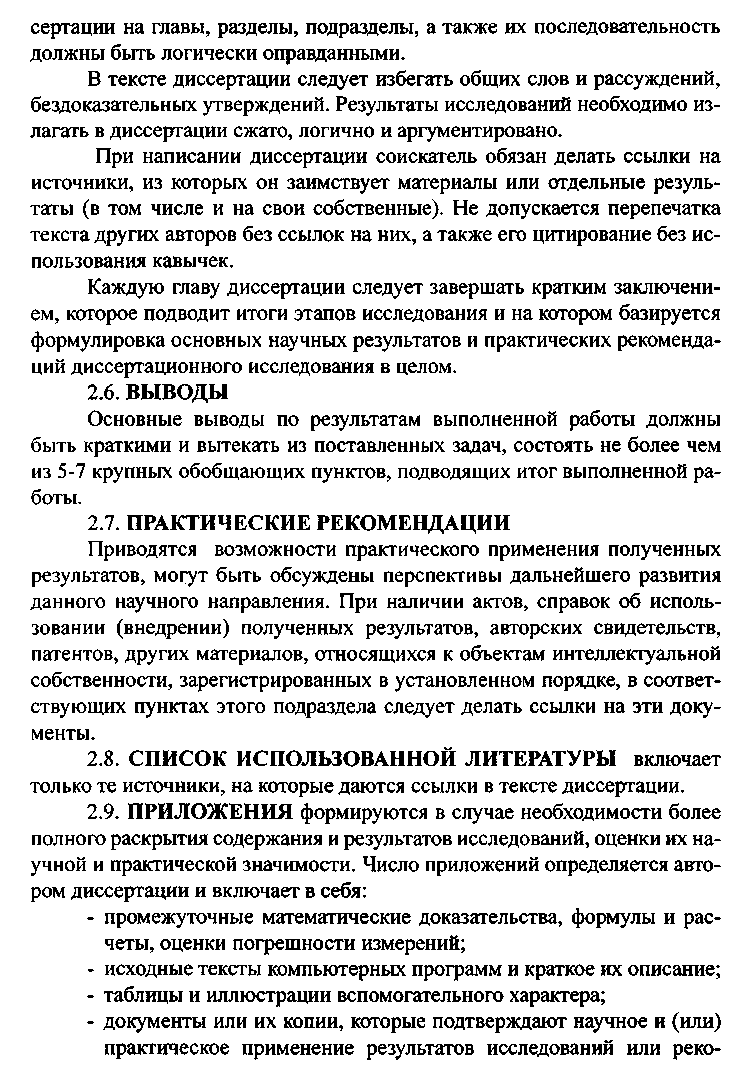 сертации на главы, разделы, подразделы, а также их последовательность
должны быть логически оправданными.
В тексте диссертации следует избегать общих слов и рассуждений,
бездоказательных утверждений. Результаты исследований необходимо из-
лагать в диссертации сжато, логично и аргументировано.
При написании диссертации соискатель обязан делать ссылки на
источники, из которых он заимствует материалы или отдельные резуль-
таты (в том числе и на свои собственные). Не допускается перепечатка
текста других авторов без ссылок на них, а также его цитирование без ис-
пользования кавычек.
Каждую главу диссертации следует завершать кратким заключени-
ем, которое подводит итоги этапов исследования и на котором базируется
формулировка основных научных результатов и практических рекоменда-
ций диссертационного исследования в целом.
2.6. ВЫВОДЫ
Основные выводы по результатам выполненной работы должны
быть краткими и вытекать из поставленных задач, состоять не более чем
из 5-7 крупных обобщающих пунктов, подводящих итог выполненной ра-
боты.
2.7. ПРАКТИЧЕСКИЕ РЕКОМЕНДАЦИИ
Приводятся возможности практического применения полученных
результатов, могут быть обсуждены перспективы дальнейшего развития
данного научного направления. При наличии актов, справок об исполь-
зовании (внедрении) полученных результатов, авторских свидетельств,
патентов, других материалов, относящихся к объектам интеллектуальной
собственности, зарегистрированных в установленном порядке, в соответ-
ствующих пунктах этого подраздела следует делать ссылки на эти доку-
менты.
2.8. СПИСОК ИСПОЛЬЗОВАННОЙ ЛИТЕРАТУРЫ включает
только те источники, на которые даются ссылки в тексте диссертации.
2.9. ПРИЛОЖЕНИЯ формируются в случае необходимости более
полного раскрытия содержания и результатов исследований, оценки их на-
учной и практической значимости. Число приложений определяется авто-
ром диссертации и включает в себя:
- промежуточные математические доказательства, формулы и рас-
четы, оценки погрешности измерений;
- исходные тексты компьютерных программ и краткое их описание;
- таблицы и иллюстрации вспомогательного характера;
- документы или их копии, которые подтверждают научное и (или)
практическое применение результатов исследований или реко-